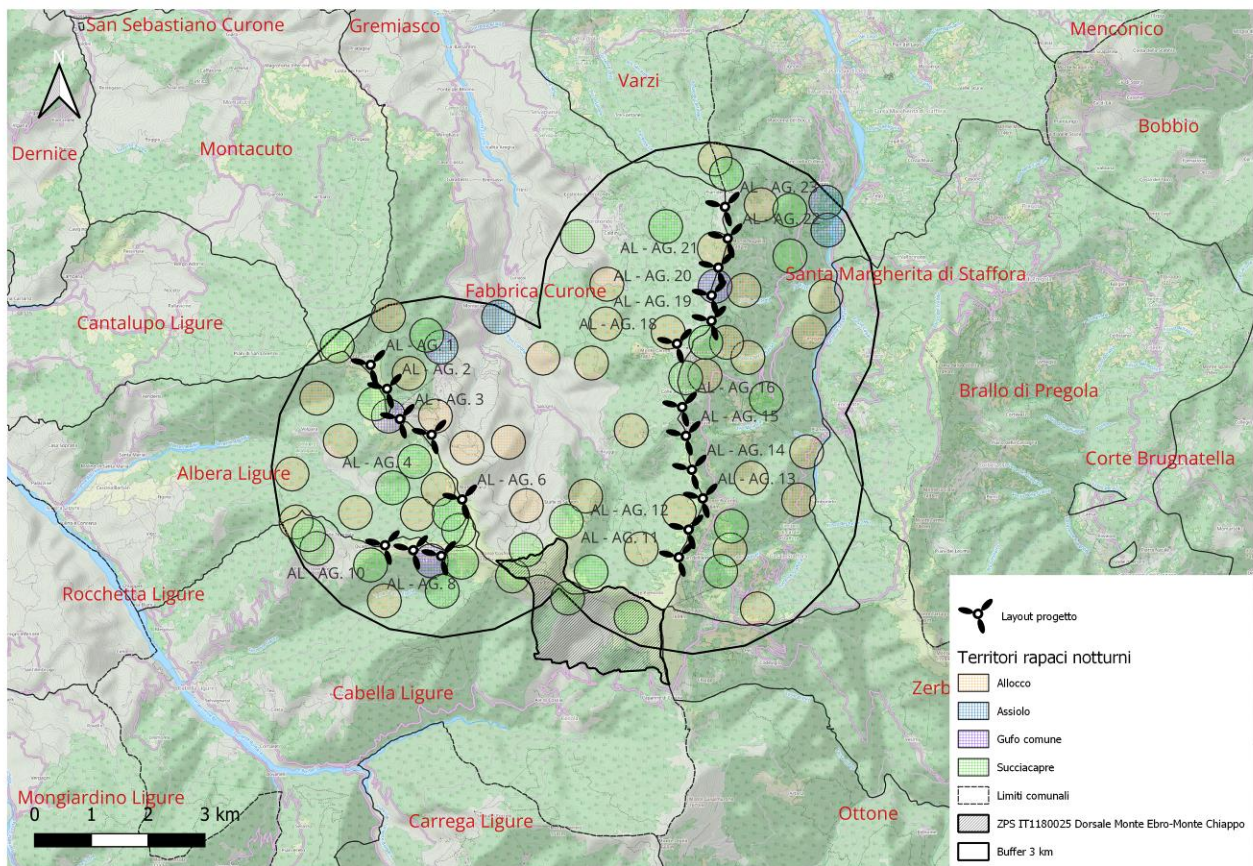 San Sebastiano Curone
Gremiasco
Menconico
Varzi
N
Bobbio
Dernice
Montacuto
AL - AG. 23
AL - AG. 22
AL - AG. 21
Santa Margherita di Staffora
AL - AG. 20
Fabbrica Curone
AL - AG. 19
Cantalupo Ligure
AL - AG. 18
AL - AG. 1
AL - AG. 2
AL - AG. 16
Brallo di Pregola
AL - AG. 3
AL - AG. 15
AL - AG. 14
Corte Brugnatella
AL - AG. 4
Albera Ligure
AL - AG. 6
AL - AG. 13
AL - AG. 12
AL - AG. 11
AL - AG. 10
AL - AG. 8
Rocchetta Ligure
Cabella Ligure
Zerb
Mongiardino Ligure
Carrega Ligure
Ottone
0 1 2 3 km
Layout progetto
Territori rapaci notturni
Allocco
Assiolo
Gufo comune
Succiacapre
Limiti comunali
ZPS IT1180025 Dorsale Monte Ebro-Monte Chiappo
Buffer 3 km